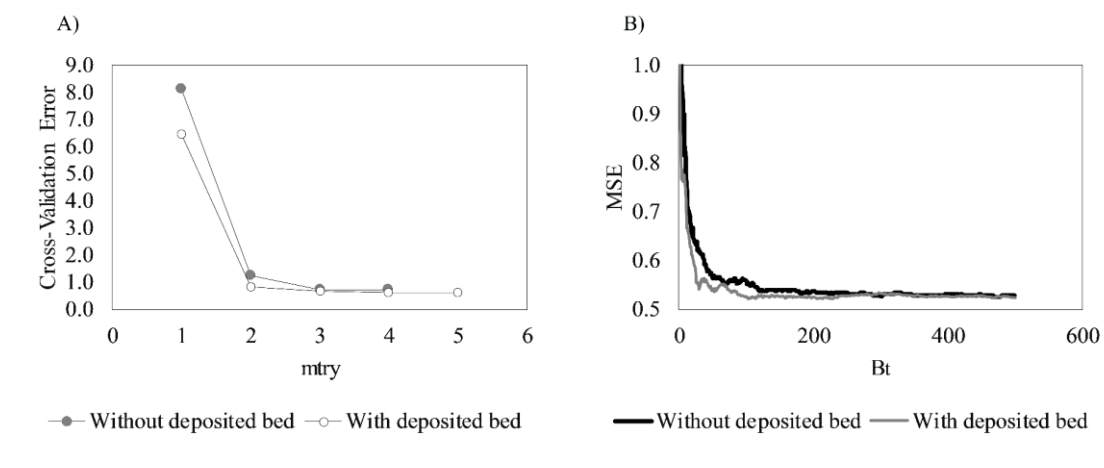 A)
9.0
8.0
7.0
6.0
5.0
4.0
3.0
2.0
1.0
0.0
Cross-Validation Error
0 1 2 3 4 5 6
mtry
Without deposited bed With deposited bed
B)
1.0
0.9
0.8
0.7
0.6
0.5
MSE
0 200 400 600
Bt
Without deposited bed With deposited bed